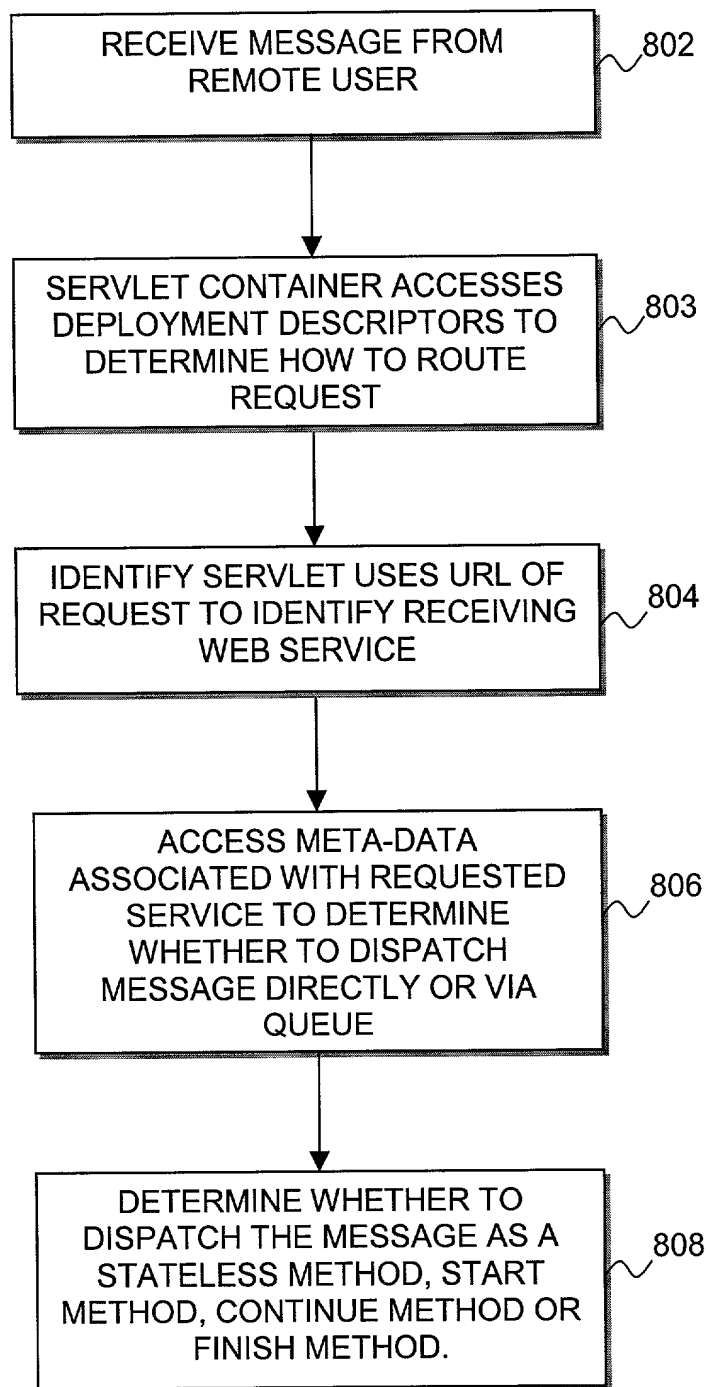 RECEIVE MESSAGE FROM
REMOTE USER
802
SERVLET CONTAINER ACCESSES
DEPLOYMENT DESCRIPTORS TO
DETERMINE HOW TO ROUTE
REQUEST
803
IDENTIFY SERVLET USES URL OF
REQUEST TO IDENTIFY RECEIVING
WEB SERVICE
804
ACCESS META-DATA
ASSOCIATED WITH REQUESTED
SERVICE TO DETERMINE
WHETHER TO DISPATCH
MESSAGE DIRECTLY OR VIA
QUEUE
806
DETERMINE WHETHER TO
DISPATCH THE MESSAGE AS A
STATELESS METHOD, START
METHOD, CONTINUE METHOD OR
FINISH METHOD.
808